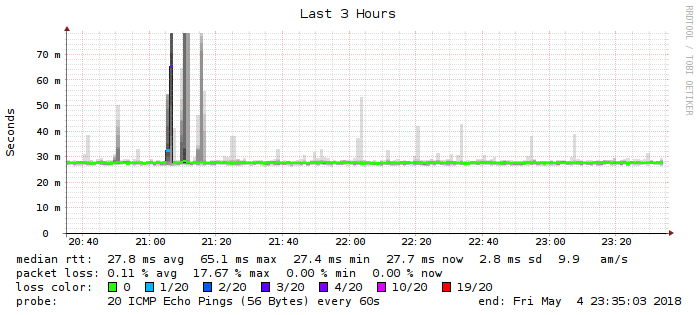 Last 3 Hours
RRDTOOL / TOBI OETIKER
Seconds
70 m
60 m
50 m
40 m
30 m
20 m
10 m
0
20:40 21:00 21:20 21:40 22:00 22:20 22:40 23:00 23:20
median rtt: 27.8 ms avg 65.1 ms max 27.4 ms min 27.7 ms now 2.8 ms sd 9.9 am/s
packet loss: 0.11 % avg 17.67 % max 0.00 % min 0.00 % now
loss color: 0 1/20 2/20 3/20 4/20 10/20 19/20
probe: 20 ICMP Echo Pings (56 Bytes) every 60s end: Fri May 4 23:35:03 2018